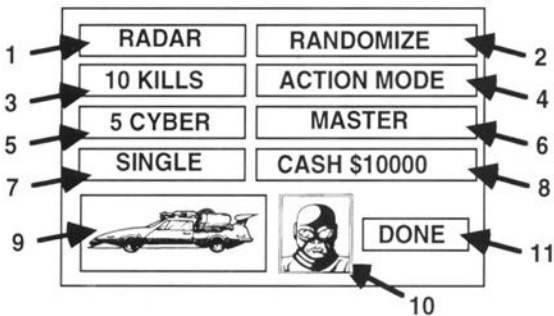 1 RADAR RANDOMIZE 2
3 10 KILLS ACTION MODE 4
5 5 CYBER MASTER 6
7 SINGLE CASH $10000 8
9 DONE 11
10